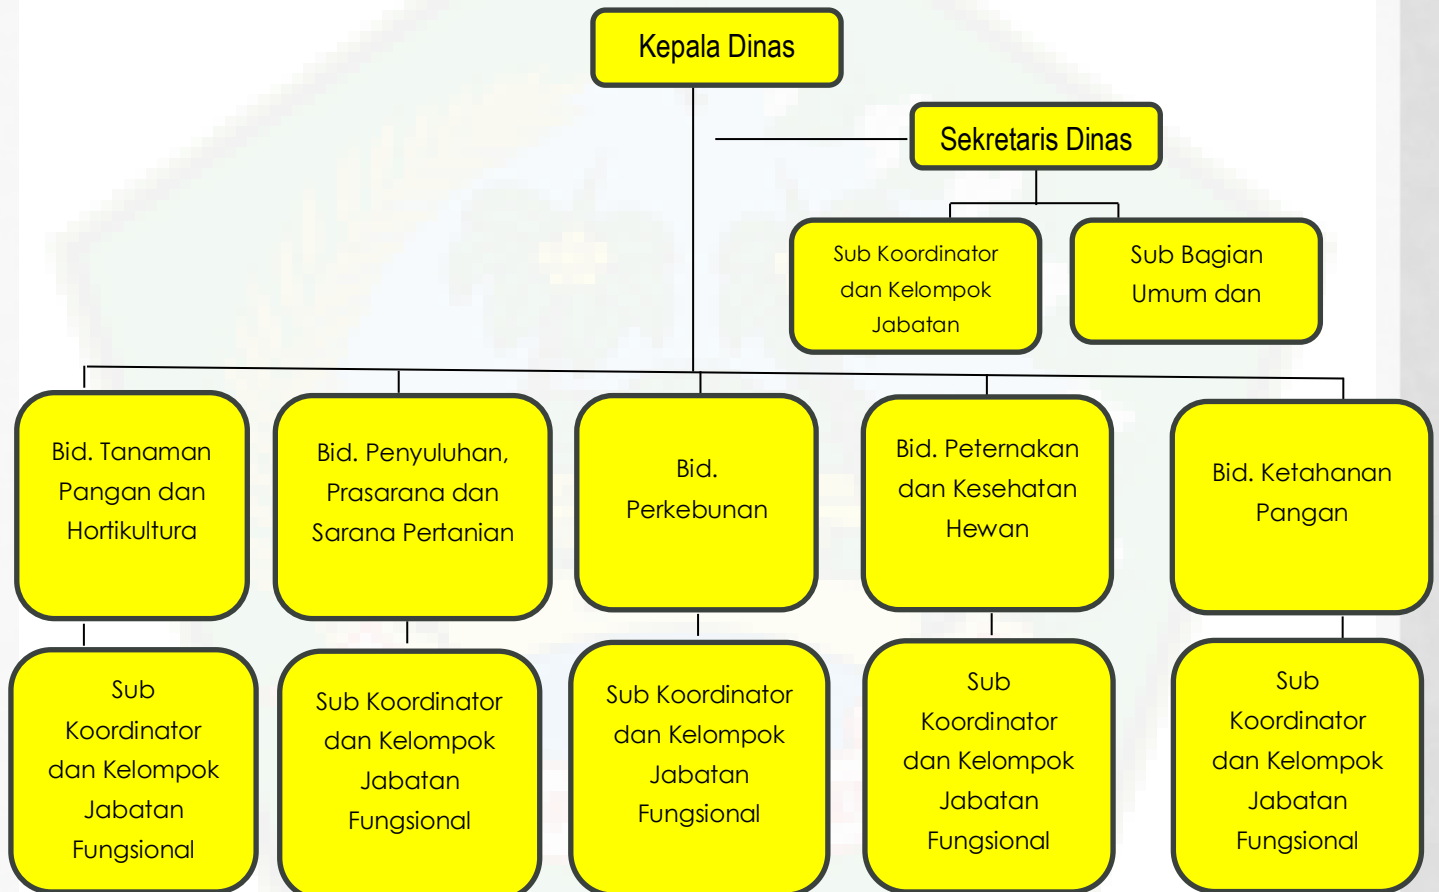 Kepala Dinas
Sekretaris Dinas
Sub Koordinator
dan Kelompok
Jabatan
Sub Bagian
Umum dan
Bid. Tanaman
Pangan dan
Hortikultura
Bid. Penyuluhan,
Prasarana dan
Sarana Pertanian
Bid.
Perkebunan
Bid. Peternakan
dan Kesehatan
Hewan
Bid. Ketahanan
Pangan
Sub
Koordinator
dan Kelompok
Jabatan
Fungsional
Sub Koordinator
dan Kelompok
Jabatan
Fungsional
Sub Koordinator
dan Kelompok
Jabatan
Fungsional
Sub
Koordinator
dan Kelompok
Jabatan
Fungsional
Sub
Koordinator
dan Kelompok
Jabatan
Fungsional